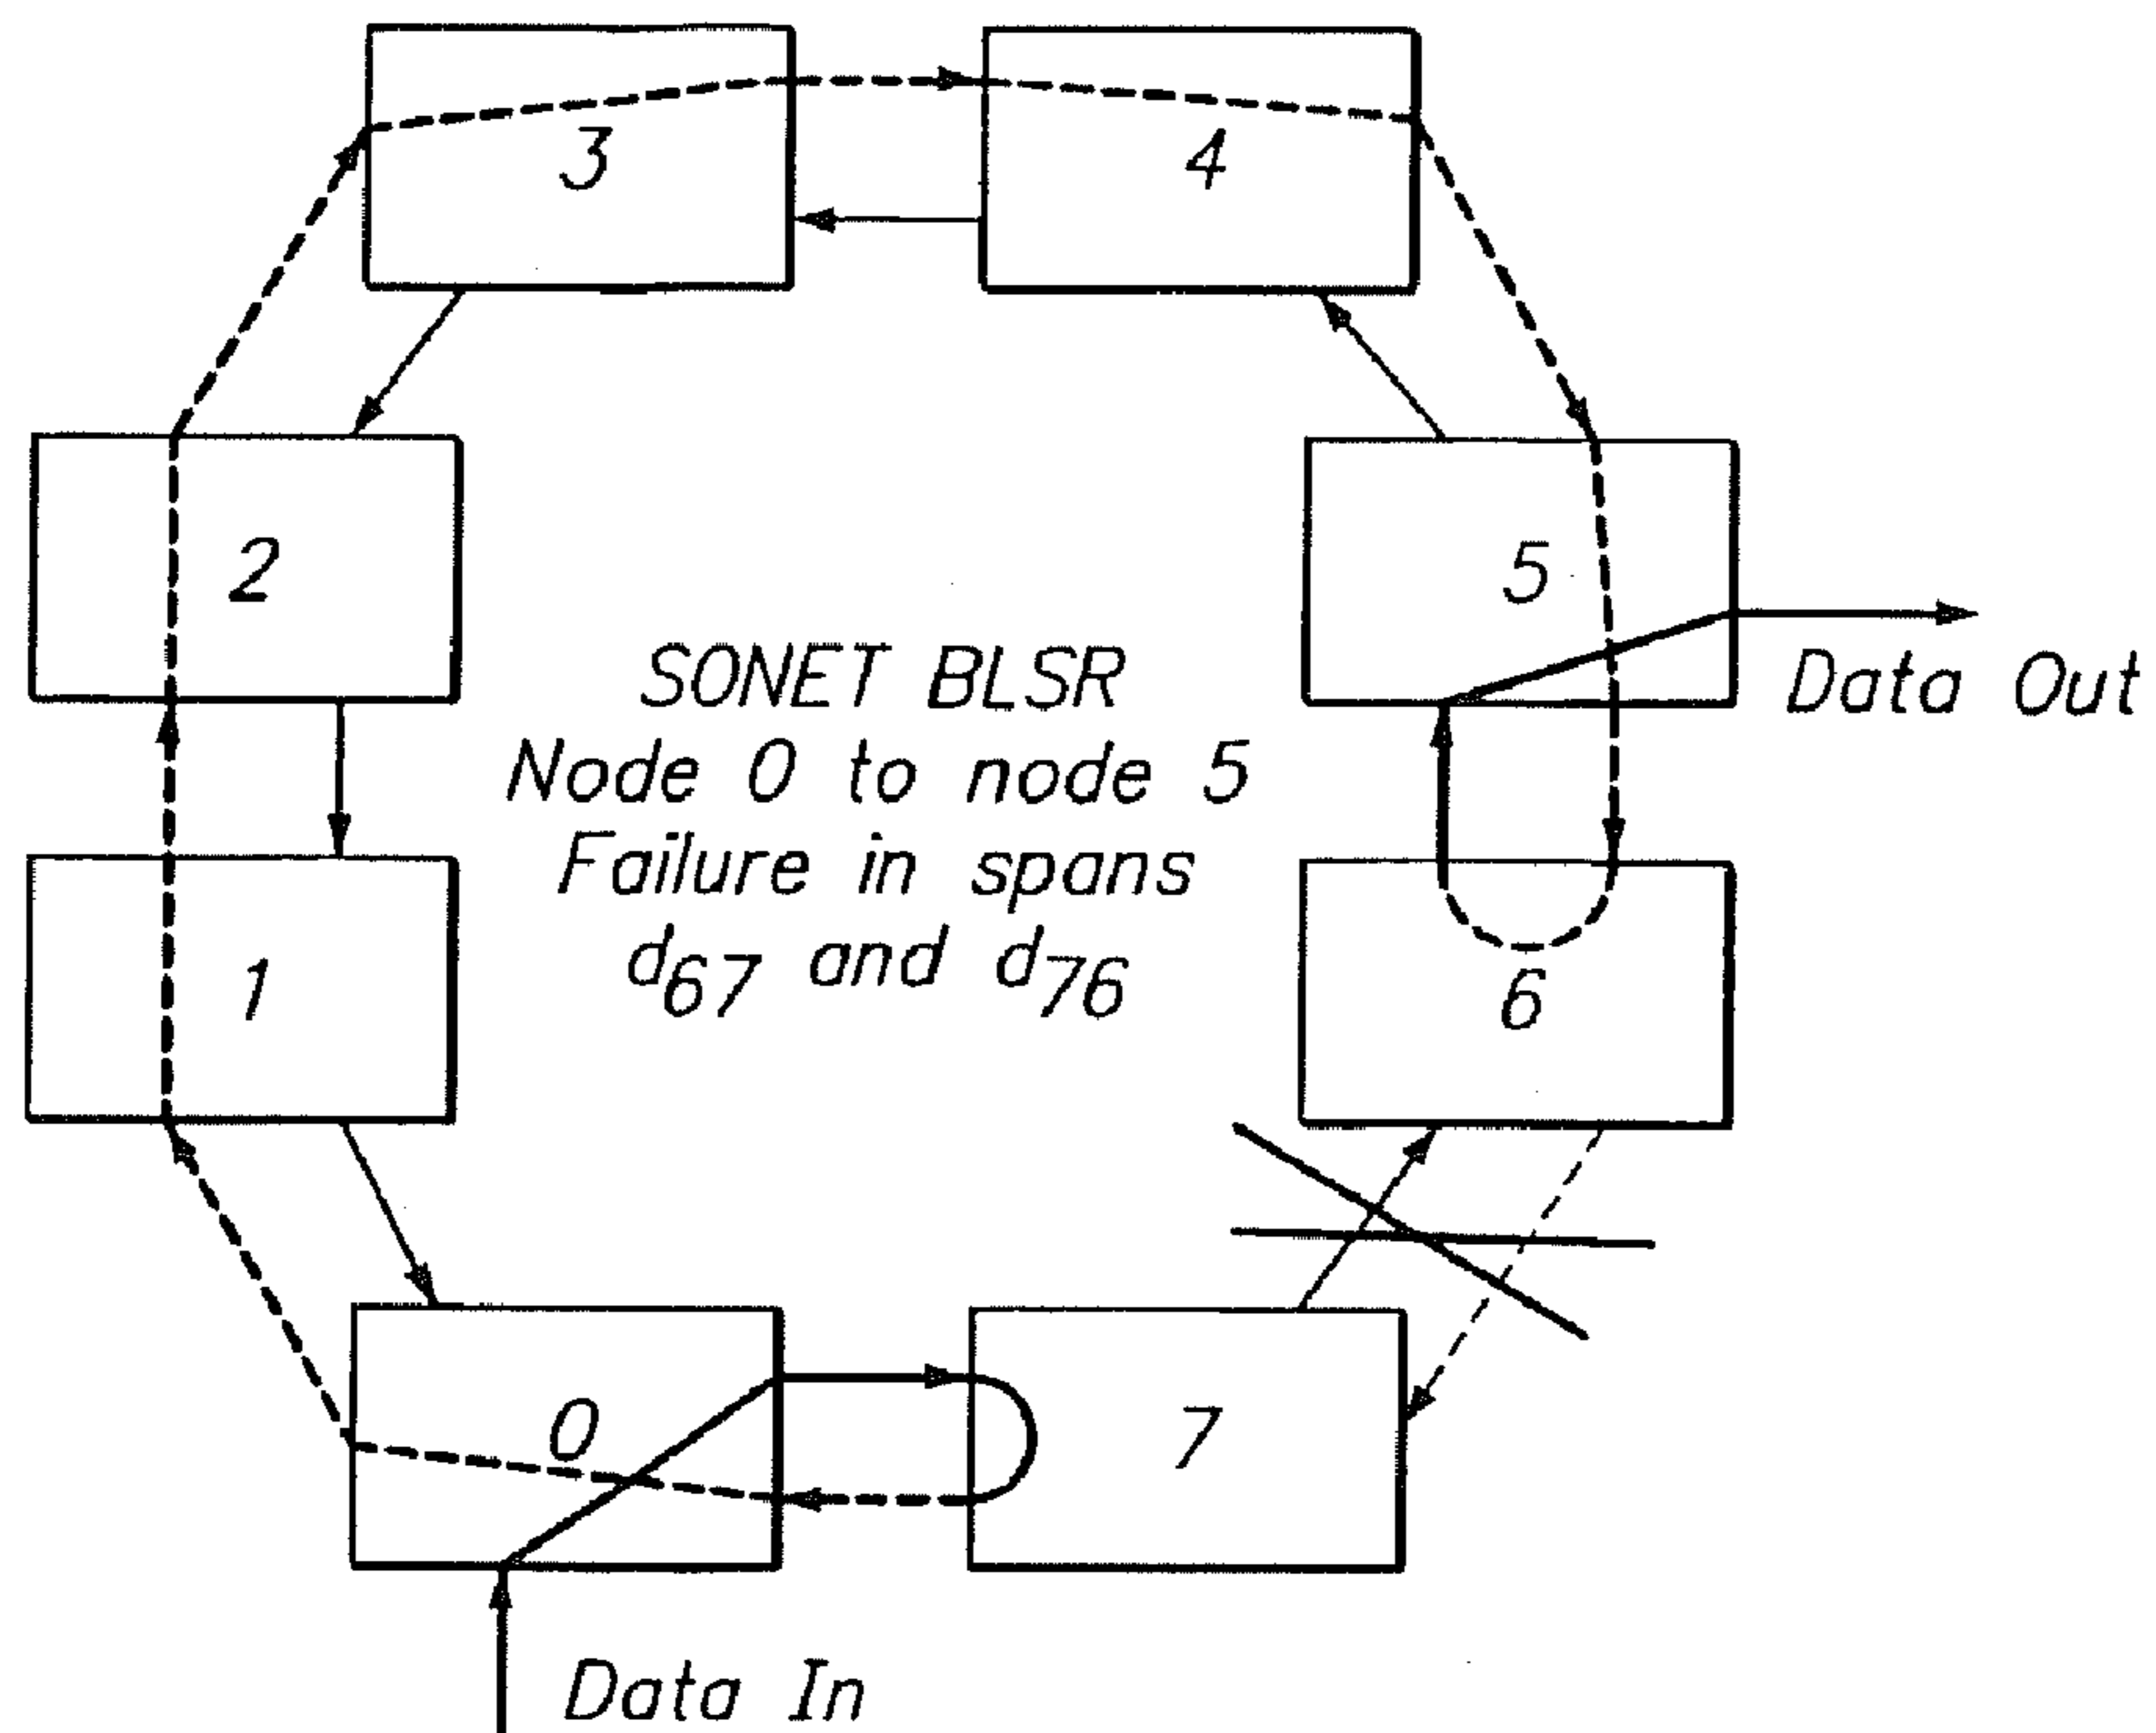 3
4
2
5
SONET BLSR
Data Out
Node 0 to node 5
Failure in spans
d67 and d76
1
6
0
7
Data In